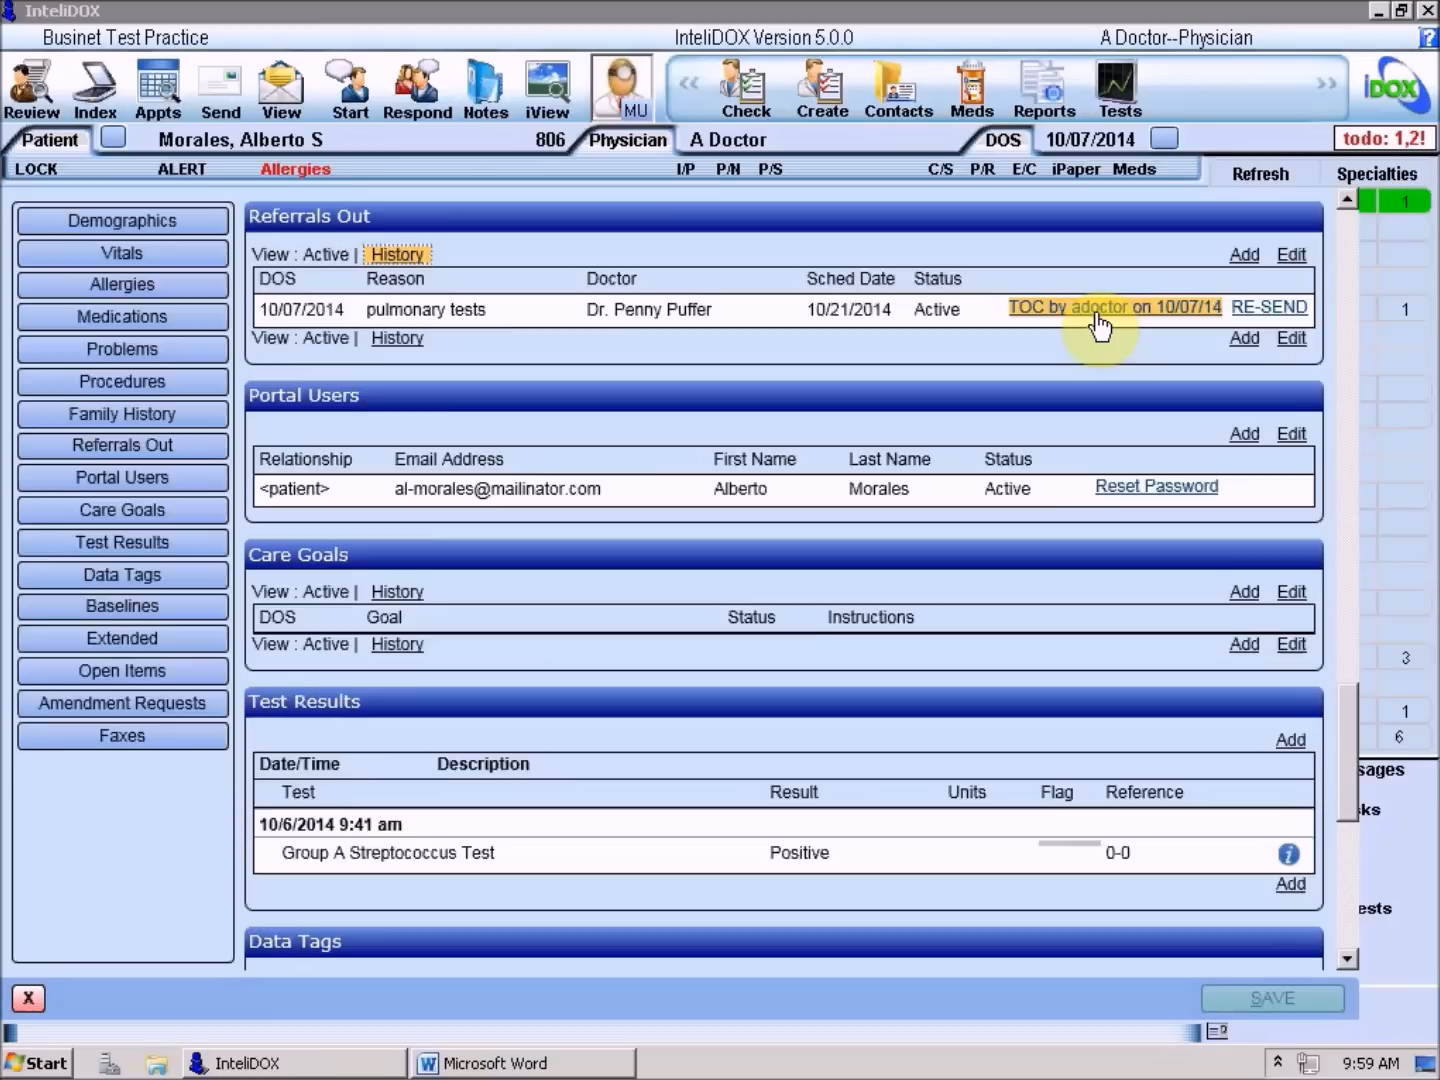 InteliDOX
Businet Test Practice InteliDOX Version 5.0.0 A Doctor--Physician ?
Review Index Appts Send View Start Respond Notes iView MU Check Create Contacts Meds Reports Tests iDOX
Patient Morales, Alberto S 806 Physician A Doctor DOS 10/07/2014 todo: 1,2!
LOCK ALERT Allergies I/P P/N P/S C/S P/R E/C iPaper Meds Refresh Specialties
Demographics
Vitals
Allergies
Medications
Problems
Procedures
Family History
Referrals Out
Portal Users
Care Goals
Test Results
Data Tags
Baselines
Extended
Open Items
Amendment Requests
Faxes
Referrals Out
View : Active | History Add Edit
DOS Reason Doctor Sched Date Status
10/07/2014 pulmonary tests Dr. Penny Puffer 10/21/2014 Active TOC by adoctor on 10/07/14 RE-SEND
View : Active | History Add Edit
Portal Users
Add Edit
Relationship Email Address First Name Last Name Status
<patient> al-morales@mailinator.com Alberto Morales Active Reset Password
Care Goals
View : Active | History Add Edit
DOS Goal Status Instructions
View : Active | History Add Edit
Test Results
Add
Date/Time Description
Test Result Units Flag Reference
10/6/2014 9:41 am
Group A Streptococcus Test Positive 0-0 i
Add
Data Tags
1
1
3
1
6
sages
ks
ests
X SAVE
Start InteliDOX Microsoft Word 9:59 AM